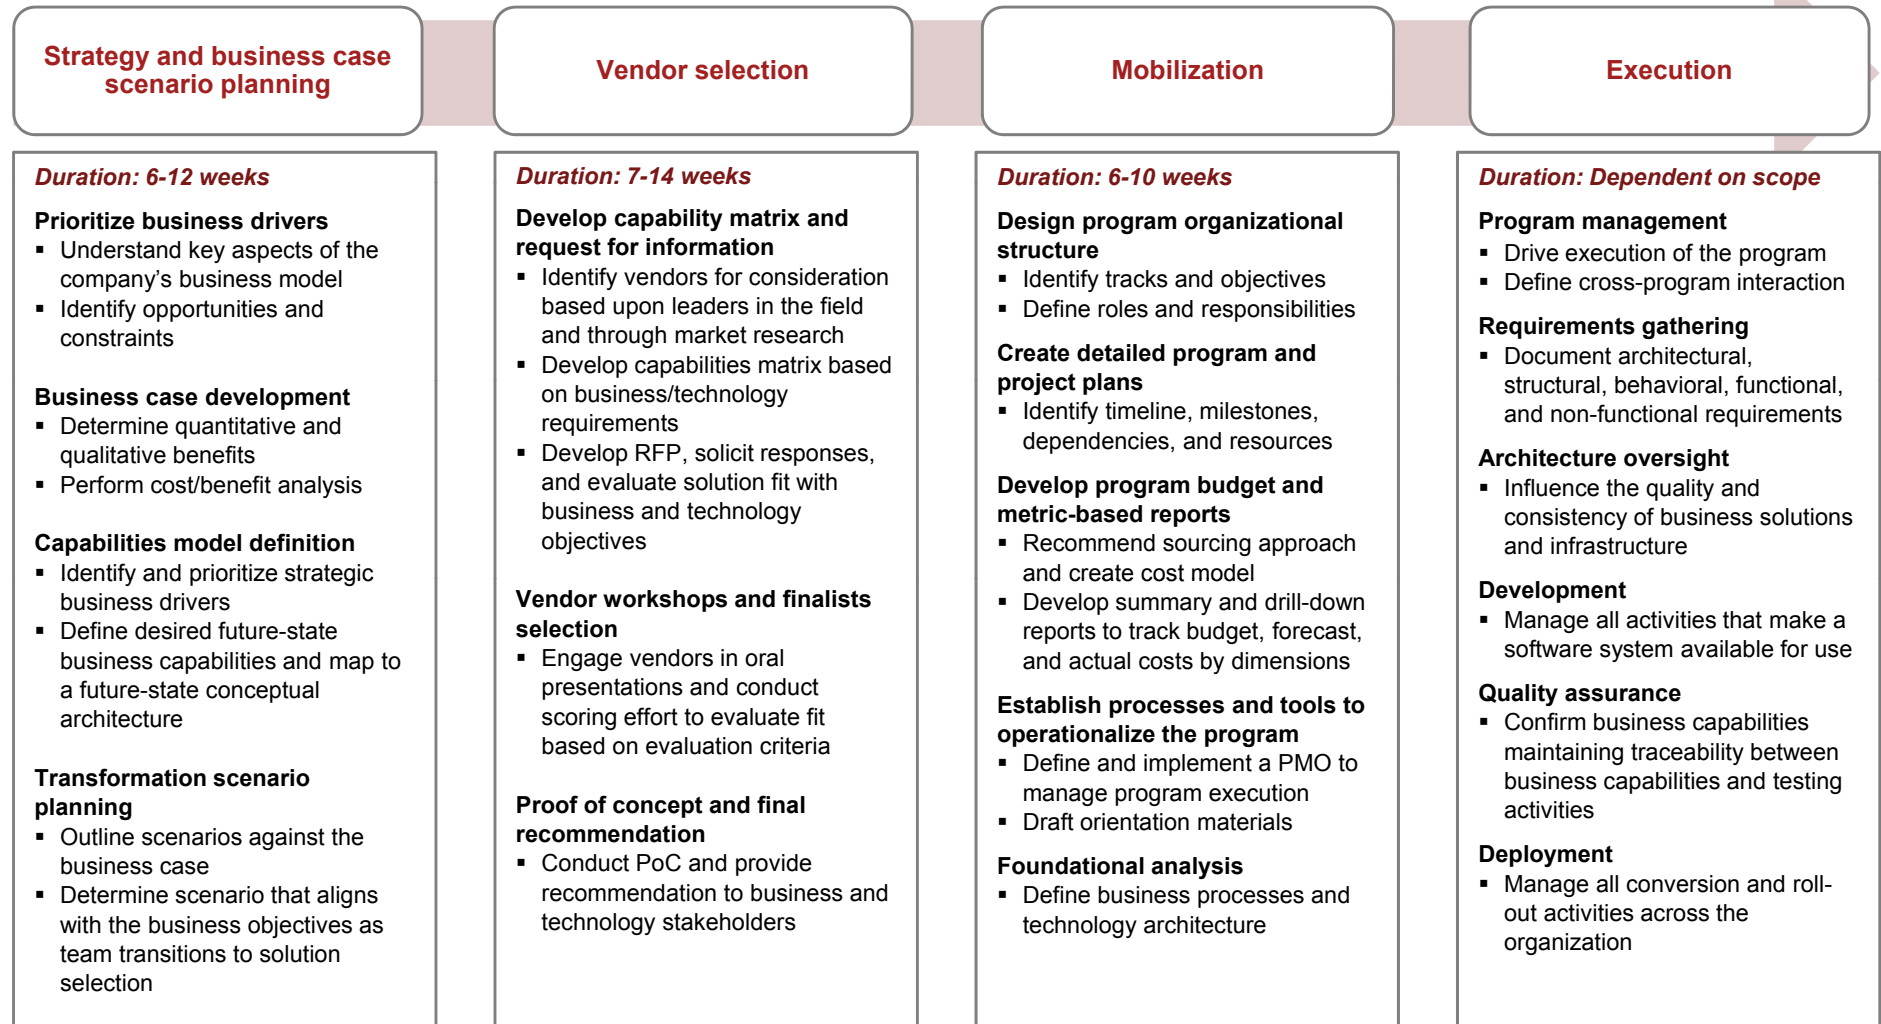 Strategy and business case
scenario planning
Vendor selection
Mobilization
Execution
Duration: 6-12 weeks
Prioritize business drivers
▪ Understand key aspects of the
company’s business model
▪ Identify opportunities and
constraints
Business case development
▪ Determine quantitative and
qualitative benefits
▪ Perform cost/benefit analysis
Capabilities model definition
▪ Identify and prioritize strategic
business drivers
▪ Define desired future-state
business capabilities and map to
a future-state conceptual
architecture
Transformation scenario
planning
▪ Outline scenarios against the
business case
▪ Determine scenario that aligns
with the business objectives as
team transitions to solution
selection
Duration: 7-14 weeks
Develop capability matrix and
request for information
▪ Identify vendors for consideration
based upon leaders in the field
and through market research
▪ Develop capabilities matrix based
on business/technology
requirements
▪ Develop RFP, solicit responses,
and evaluate solution fit with
business and technology
objectives
Vendor workshops and finalists
selection
▪ Engage vendors in oral
presentations and conduct
scoring effort to evaluate fit
based on evaluation criteria
Proof of concept and final
recommendation
▪ Conduct PoC and provide
recommendation to business and
technology stakeholders
Duration: 6-10 weeks
Design program organizational
structure
▪ Identify tracks and objectives
▪ Define roles and responsibilities
Create detailed program and
project plans
▪ Identify timeline, milestones,
dependencies, and resources
Develop program budget and
metric-based reports
▪ Recommend sourcing approach
and create cost model
▪ Develop summary and drill-down
reports to track budget, forecast,
and actual costs by dimensions
Establish processes and tools to
operationalize the program
▪ Define and implement a PMO to
manage program execution
▪ Draft orientation materials
Foundational analysis
▪ Define business processes and
technology architecture
Duration: Dependent on scope
Program management
▪ Drive execution of the program
▪ Define cross-program interaction
Requirements gathering
▪ Document architectural,
structural, behavioral, functional,
and non-functional requirements
Architecture oversight
▪ Influence the quality and
consistency of business solutions
and infrastructure
Development
▪ Manage all activities that make a
software system available for use
Quality assurance
▪ Confirm business capabilities
maintaining traceability between
business capabilities and testing
activities
Deployment
▪ Manage all conversion and roll-
out activities across the
organization